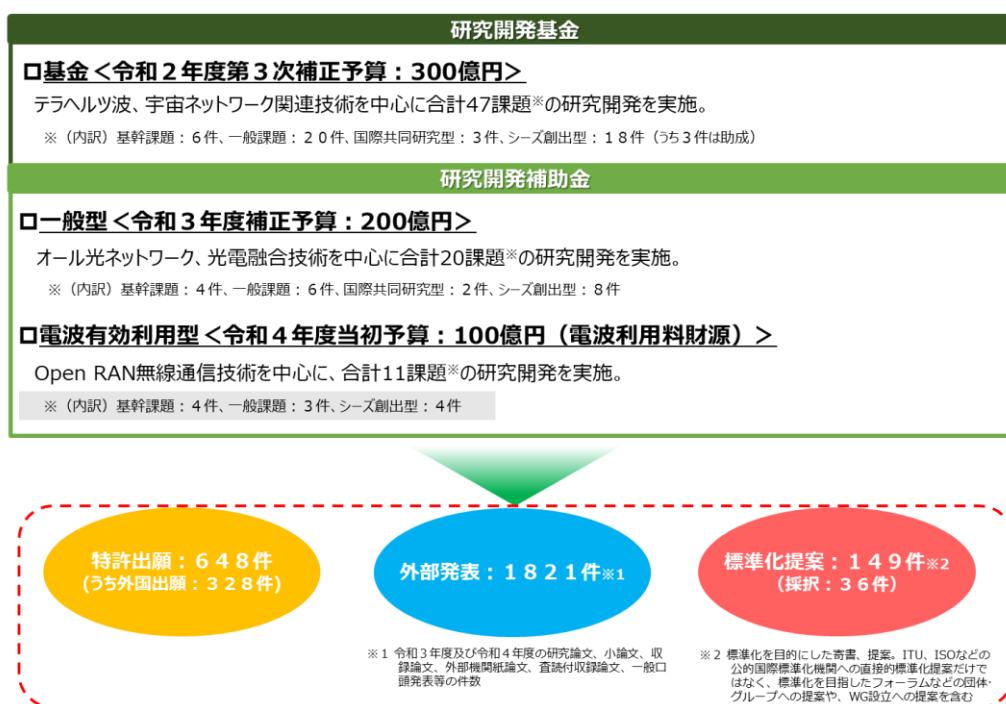 研究開発基金
□基金＜令和２年度第３次補正予算：300億円＞
テラヘルツ波、宇宙ネットワーク関連技術を中心に合計47課題※の研究開発を実施。
※（内訳）基幹課題：６件、一般課題：２０件、国際共同研究型：３件、シーズ創出型：１８件（うち３件は助成）
研究開発補助金
□一般型＜令和３年度補正予算：200億円＞
オール光ネットワーク、光電融合技術を中心に合計20課題※の研究開発を実施。
※（内訳）基幹課題：４件、一般課題：６件、国際共同研究型：２件、シーズ創出型：８件
□電波有効利用型＜令和４年度当初予算：100億円（電波利用料財源）＞
Open RAN無線通信技術を中心に、合計11課題※の研究開発を実施。
※（内訳）基幹課題：４件、一般課題：３件、シーズ創出型：４件
特許出願：６４８件
(うち外国出願：３２８件)
外部発表：１８２１件※1
※１ 令和３年度及び令和４年度の研究論文、小論文、収
録論文、外部機関紙論文、査読付収録論文、一般口
頭発表等の件数
標準化提案：１４９件※2
（採択：３６件）
※２ 標準化を目的にした寄書、提案。ITU、ISOなどの
公的国際標準化機関への直接的標準化提案だけで
はなく、標準化を目指したフォーラムなどの団体・
グループへの提案や、WG設立への提案を含む